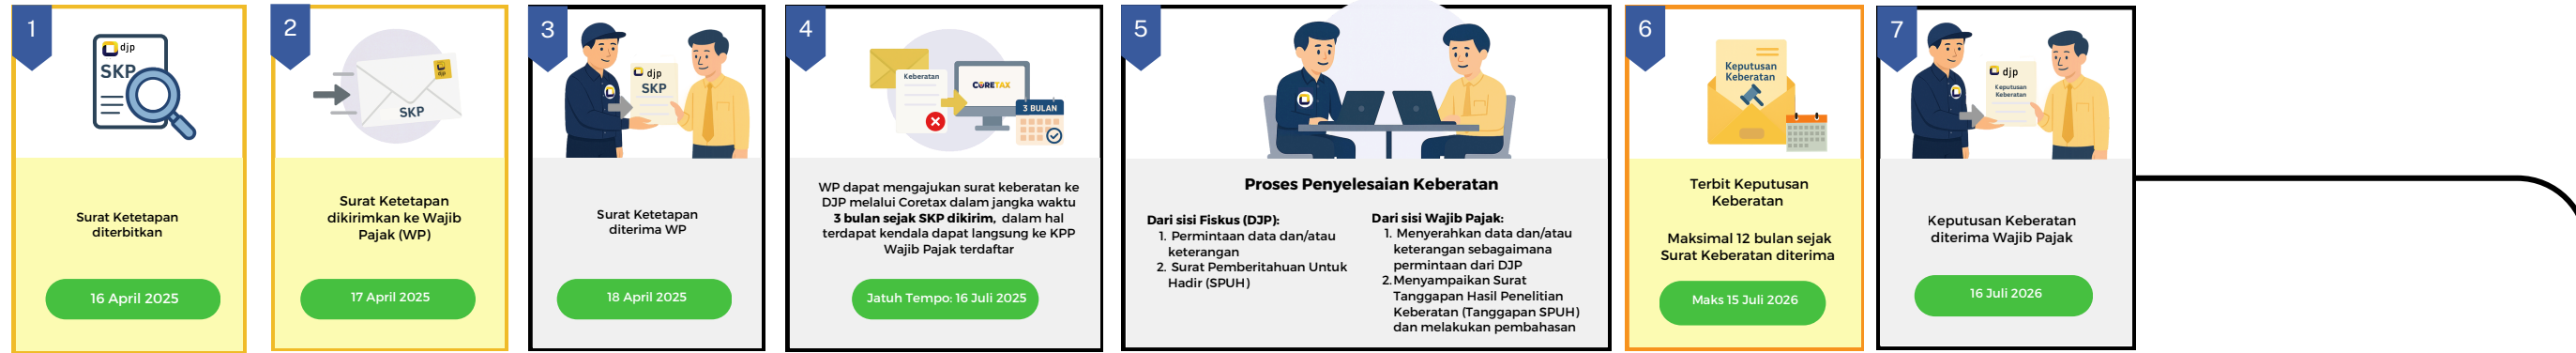 1
djp
SKP
Surat Ketetapan
diterbitkan
16 April 2025
2
djp
SKP
Surat Ketetapan
dikirimkan ke Wajib
Pajak (WP)
17 April 2025
3
djp
SKP
Surat Ketetapan
diterima WP
18 April 2025
4
Keberatan
CORETAX
3 BULAN
WP dapat mengajukan surat keberatan ke
DJP melalui Coretax dalam jangka waktu
3 bulan sejak SKP dikirim, dalam hal
terdapat kendala dapat langsung ke KPP
Wajib Pajak terdaftar
Jatuh Tempo: 16 Juli 2025
5
Proses Penyelesaian Keberatan
Dari sisi Fiskus (DJP):
1. Permintaan data dan/atau
keterangan
2. Surat Pemberitahuan Untuk
Hadir (SPUH)
Dari sisi Wajib Pajak:
1. Menyerahkan data dan/atau
keterangan sebagaimana
permintaan dari DJP
2. Menyampaikan Surat
Tanggapan Hasil Penelitian
Keberatan (Tanggapan SPUH)
dan melakukan pembahasan
6
Keputusan
Keberatan
Terbit Keputusan
Keberatan
Maksimal 12 bulan sejak
Surat Keberatan diterima
Maks 15 Juli 2026
7
djp
Keputusan
Keberatan
Keputusan Keberatan
diterima Wajib Pajak
16 Juli 2026